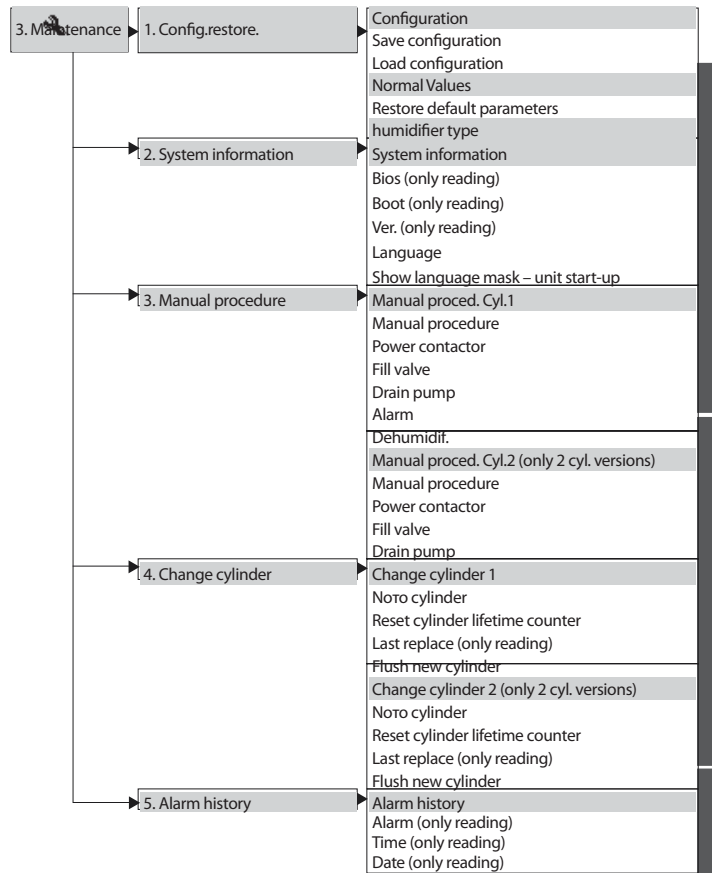 3. Maintenance
1. Config.restore.
Configuration
Save configuration
Load configuration
Normal Values
Restore default parameters
humidifier type
2. System information
System information
Bios (only reading)
Boot (only reading)
Ver. (only reading)
Language
Show language mask – unit start-up
3. Manual procedure
Manual proced. Cyl.1
Manual procedure
Power contactor
Fill valve
Drain pump
Alarm
Dehumidif.
Manual proced. Cyl.2 (only 2 cyl. versions)
Manual procedure
Power contactor
Fill valve
Drain pump
4. Change cylinder
Change cylinder 1
Noто cylinder
Reset cylinder lifetime counter
Last replace (only reading)
Flush new cylinder
Change cylinder 2 (only 2 cyl. versions)
Noто cylinder
Reset cylinder lifetime counter
Last replace (only reading)
Flush new cylinder
5. Alarm history
Alarm history
Alarm (only reading)
Time (only reading)
Date (only reading)